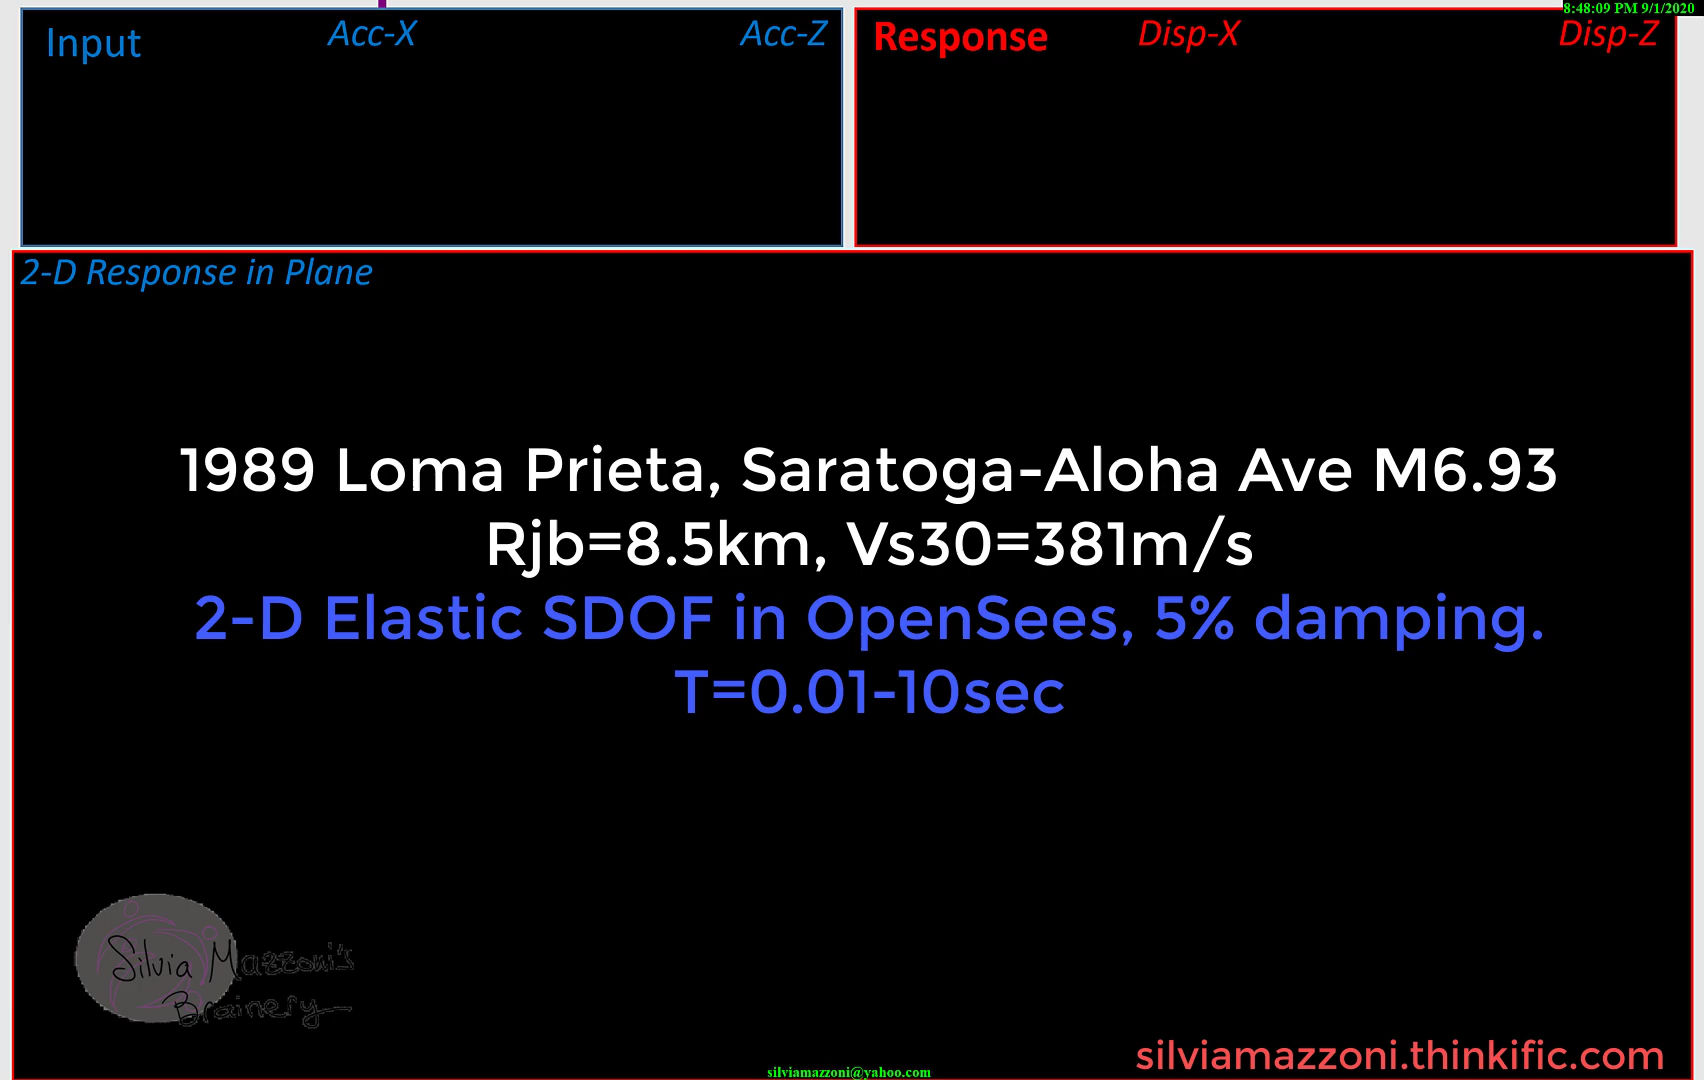 8:48:09 PM 9/1/2020
Input Acc-X Acc-Z
Response Disp-X Disp-Z
2-D Response in Plane
1989 Loma Prieta, Saratoga-Aloha Ave M6.93
Rjb=8.5km, Vs30=381m/s
2-D Elastic SDOF in OpenSees, 5% damping.
T=0.01-10sec
Silvia Mazzoni's
Brainery
silviamazzoni.thinkific.com
silviamazzoni@yahoo.com